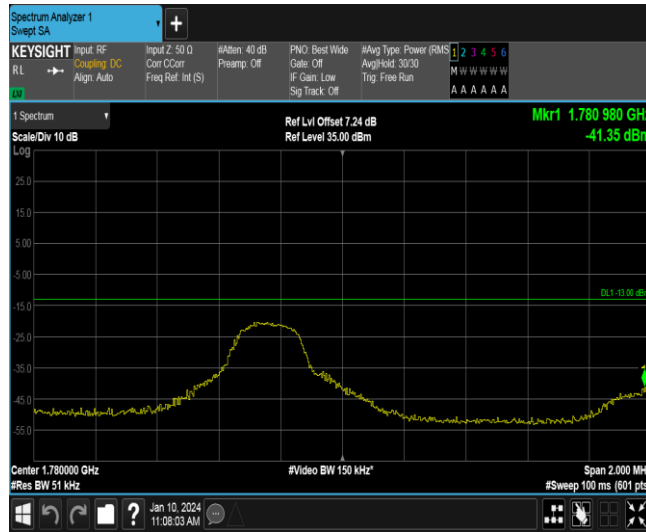 Spectrum Analyzer 1
Swept SA
KEYSIGHT
RL
LXI
Input: RF
Coupling: DC
Align: Auto
Input Z: 50 Ω
Corr CCorr
Freq Ref: Int (S)
#Atten: 40 dB
Preamp: Off
PNO: Best Wide
Gate: Off
IF Gain: Low
Sig Track: Off
#Avg Type: Power (RMS
Avg|Hold: 30/30
Trig: Free Run
1 2 3 4 5 6
M W W W W W
A A A A A A
1 Spectrum
Scale/Div 10 dB
Ref Lvl Offset 7.24 dB
Ref Level 35.00 dBm
Mkr1 1.780 980 GHz
-41.35 dBm
Log
25.0
15.0
5.00
-5.00
DL1 -13.00 dBm
-15.0
-25.0
-35.0
1
-45.0
-55.0
Center 1.780000 GHz
#Res BW 51 kHz
#Video BW 150 kHz*
Span 2.000 MH
#Sweep 100 ms (601 pts
?
Jan 10, 2024
11:08:03 AM